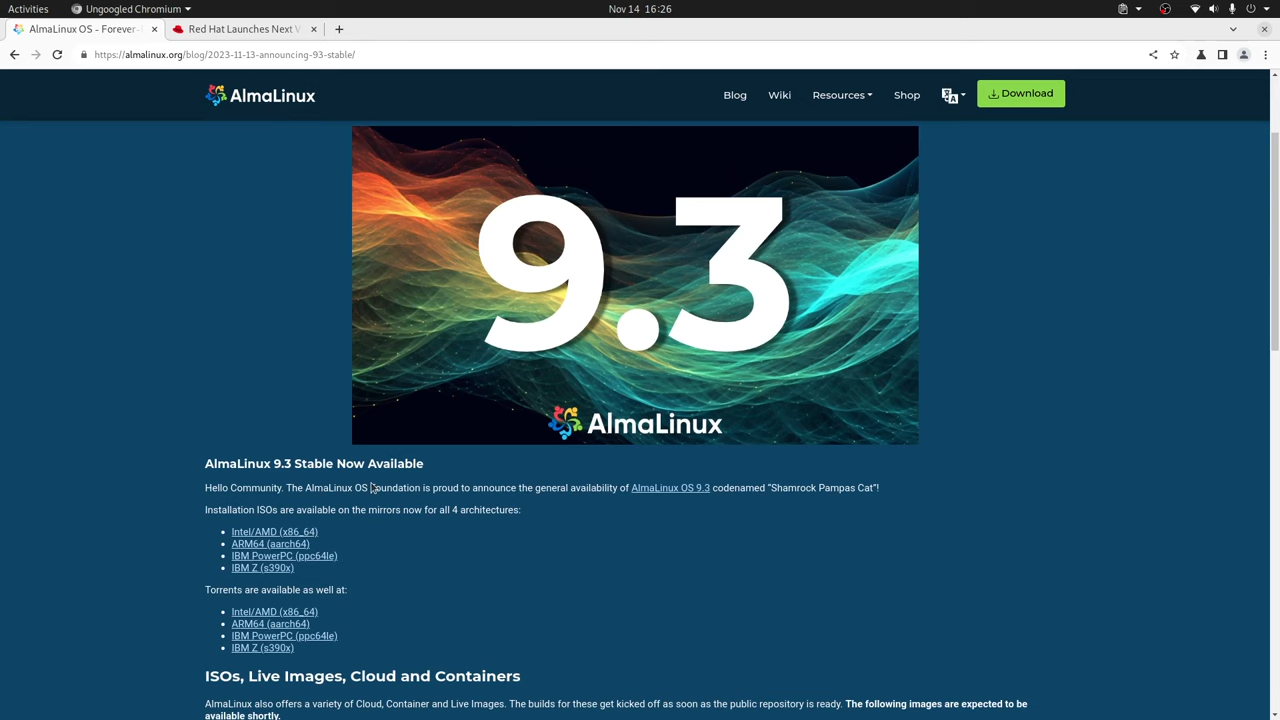 Activities
Ungoogled Chromium
Nov 14 16:26
AlmaLinux OS - Forever-
Red Hat Launches Next V
https://almalinux.org/blog/2023-11-13-announcing-93-stable/
AlmaLinux
Blog
Wiki
Resources
Shop
Download
9.3
AlmaLinux
AlmaLinux 9.3 Stable Now Available
Hello Community. The AlmaLinux OS Foundation is proud to announce the general availability of AlmaLinux OS 9.3 codenamed “Shamrock Pampas Cat”!
Installation ISOs are available on the mirrors now for all 4 architectures:
Intel/AMD (x86_64)
ARM64 (aarch64)
IBM PowerPC (ppc64le)
IBM Z (s390x)
Torrents are available as well at:
Intel/AMD (x86_64)
ARM64 (aarch64)
IBM PowerPC (ppc64le)
IBM Z (s390x)
ISOs, Live Images, Cloud and Containers
AlmaLinux also offers a variety of Cloud, Container and Live Images. The builds for these get kicked off as soon as the public repository is ready. The following images are expected to be
available shortly.